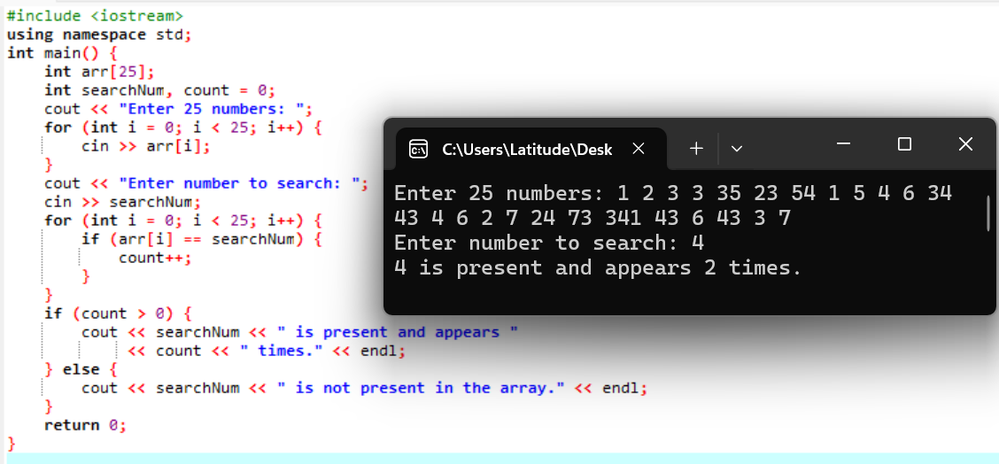 #include <iostream>
using namespace std;
int main() {
    int arr[25];
    int searchNum, count = 0;
    cout << "Enter 25 numbers: ";
    for (int i = 0; i < 25; i++) {
        cin >> arr[i];
    }
    cout << "Enter number to search: ";
    cin >> searchNum;
    for (int i = 0; i < 25; i++) {
        if (arr[i] == searchNum) {
            count++;
        }
    }
    if (count > 0) {
        cout << searchNum << " is present and appears "
             << count << " times." << endl;
    } else {
        cout << searchNum << " is not present in the array." << endl;
    }
    return 0;
}
C:\Users\Latitude\Desk
Enter 25 numbers: 1 2 3 3 35 23 54 1 5 4 6 34
43 4 6 2 7 24 73 341 43 6 43 3 7
Enter number to search: 4
4 is present and appears 2 times.